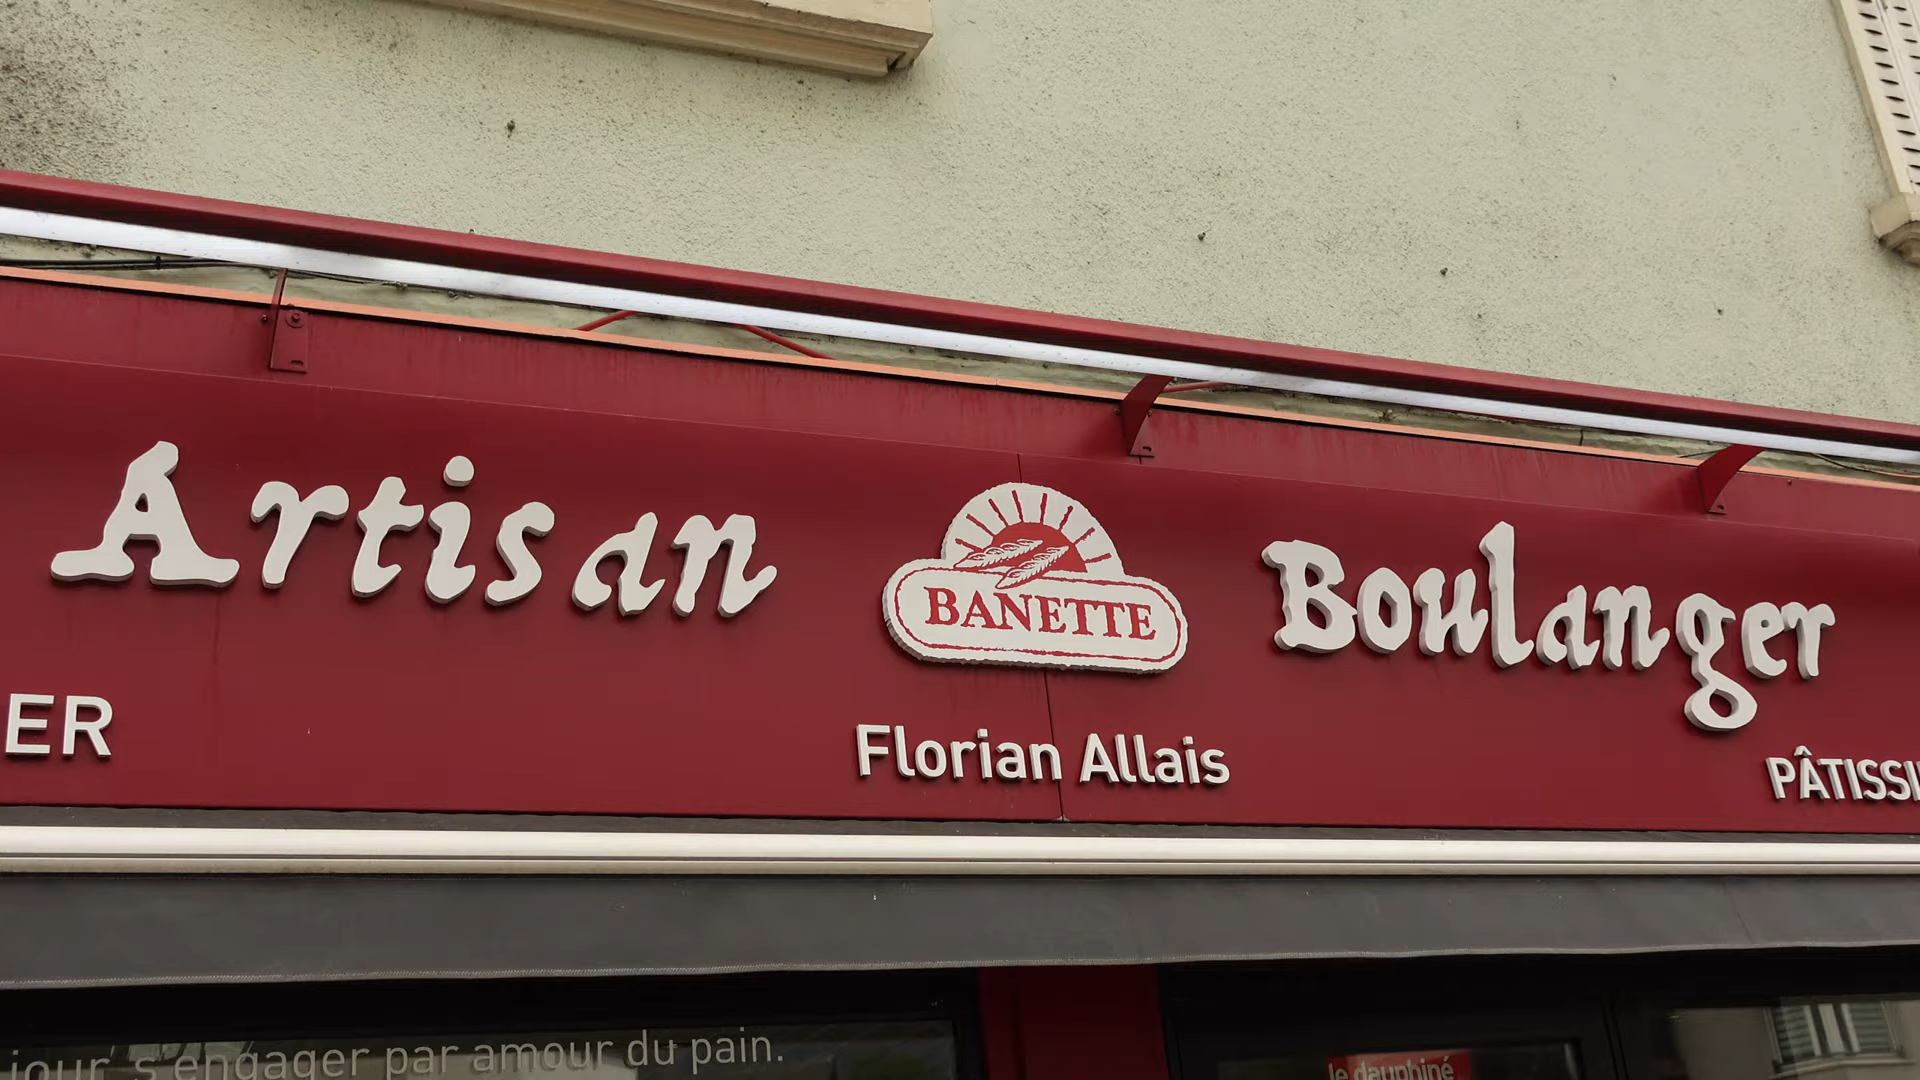 Artisan Boulanger
BANETTE
Florian Allais
ER
PÂTISSI
jour, s'engager par amour du pain.
le dauphiné